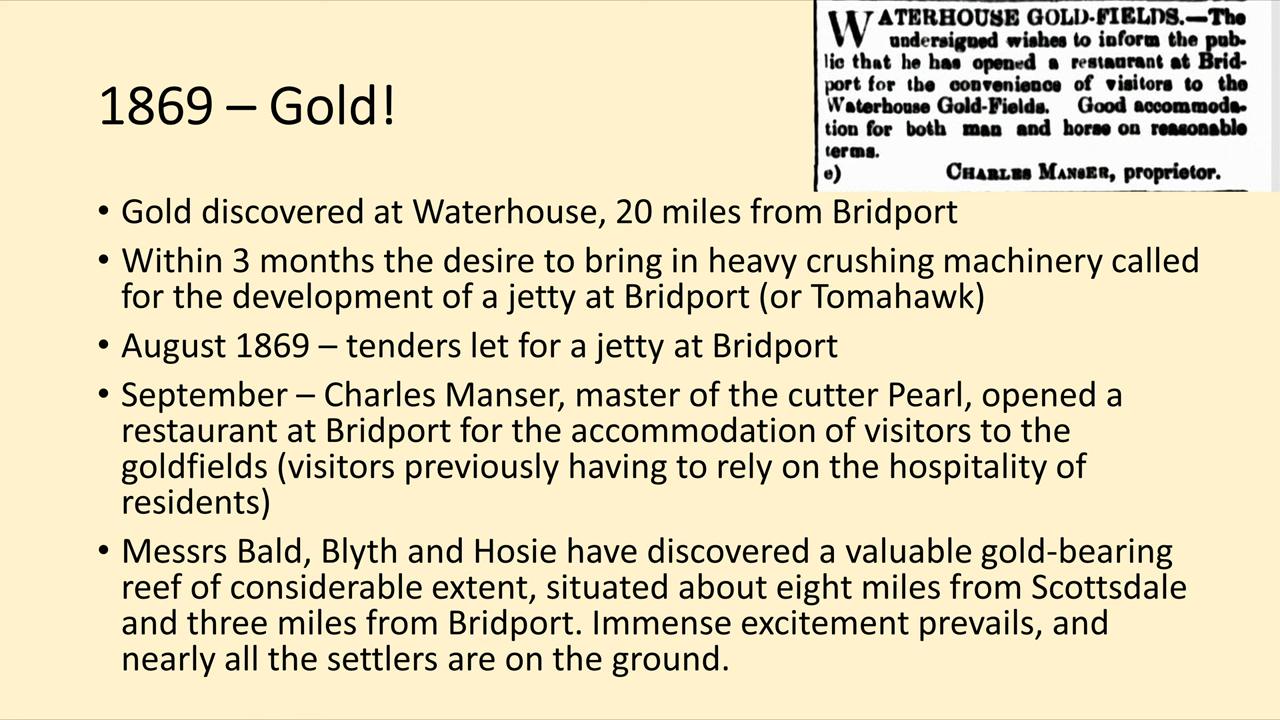 WATERHOUSE GOLD-FIELDS.—The
undersigned wishes to inform the pub-
lic that he has opened a restaurant at Brid-
port for the convenience of visitors to the
Waterhouse Gold-Fields. Good accommoda-
tion for both man and horse on reasonable
terms.
e) CHARLES MANSER, proprietor.
1869 – Gold!
• Gold discovered at Waterhouse, 20 miles from Bridport
• Within 3 months the desire to bring in heavy crushing machinery called
for the development of a jetty at Bridport (or Tomahawk)
• August 1869 – tenders let for a jetty at Bridport
• September – Charles Manser, master of the cutter Pearl, opened a
restaurant at Bridport for the accommodation of visitors to the
goldfields (visitors previously having to rely on the hospitality of
residents)
• Messrs Bald, Blyth and Hosie have discovered a valuable gold-bearing
reef of considerable extent, situated about eight miles from Scottsdale
and three miles from Bridport. Immense excitement prevails, and
nearly all the settlers are on the ground.